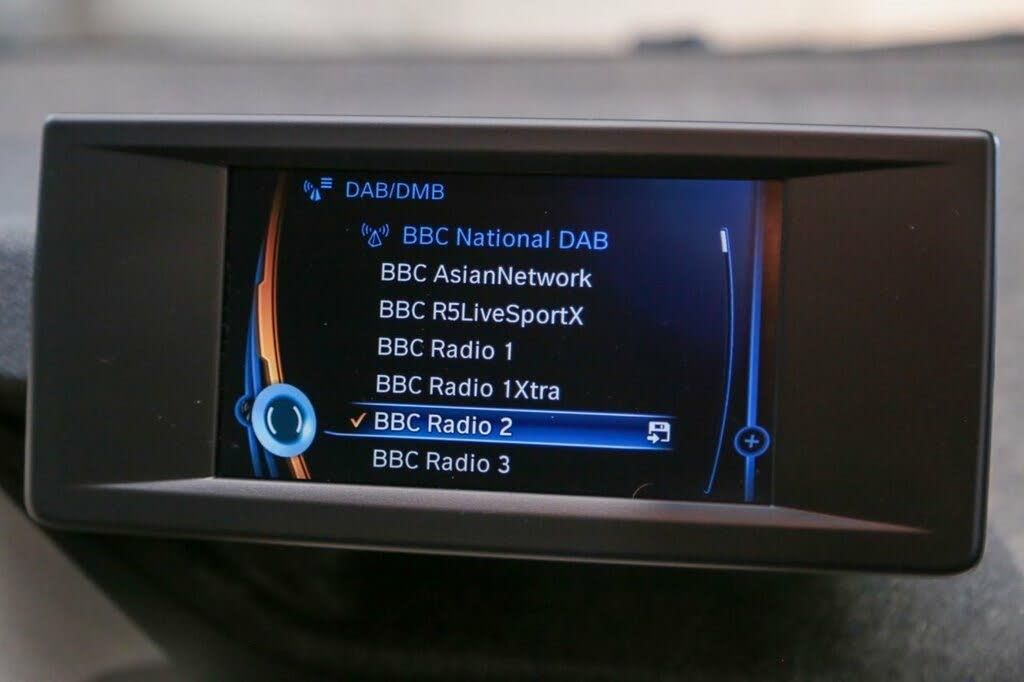 DAB/DMB
BBC National DAB
BBC AsianNetwork
BBC R5LiveSportX
BBC Radio 1
BBC Radio 1Xtra
BBC Radio 2
BBC Radio 3